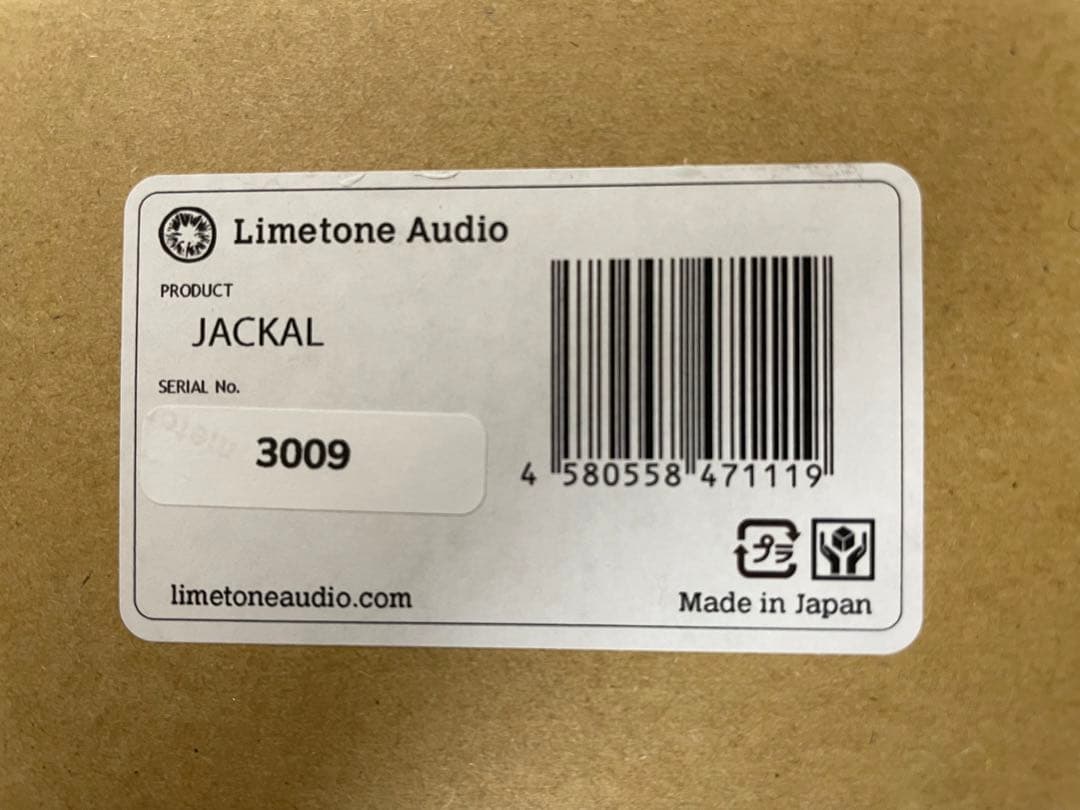 Limetone Audio
PRODUCT
JACKAL
SERIAL No.
3009
4 580558 471119
プラ
limetoneaudio.com
Made in Japan